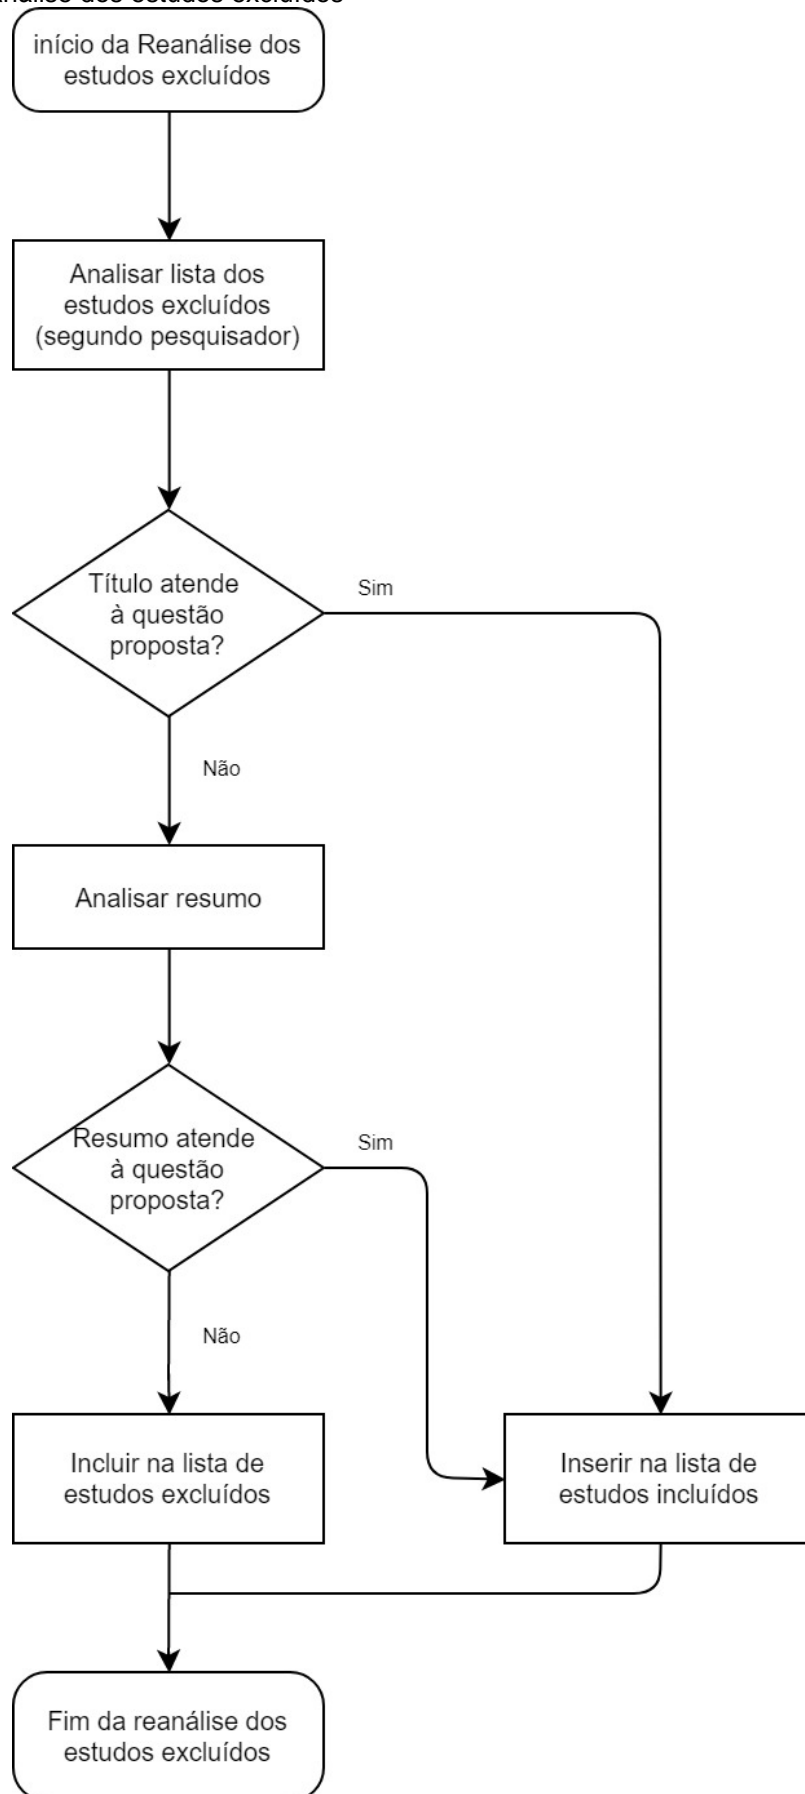 início da Reanálise dos
estudos excluídos
Analisar lista dos
estudos excluídos
(segundo pesquisador)
Título atende
à questão
proposta?
Sim
Não
Analisar resumo
Resumo atende
à questão
proposta?
Sim
Não
Incluir na lista de
estudos excluídos
Inserir na lista de
estudos incluídos
Fim da reanálise dos
estudos excluídos